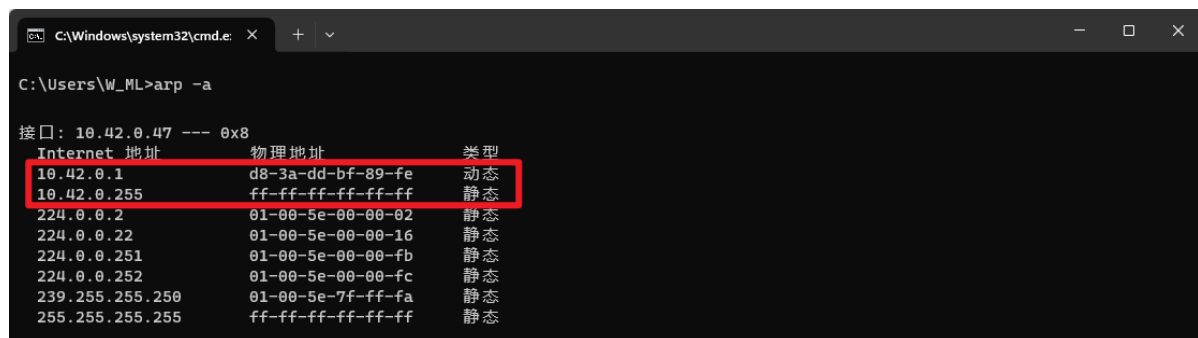 C:\Windows\system32\cmd.e:
C:\Users\W_ML>arp -a
接口: 10.42.0.47 --- 0x8
Internet 地址 物理地址 类型
10.42.0.1 d8-3a-dd-bf-89-fe 动态
10.42.0.255 ff-ff-ff-ff-ff-ff 静态
224.0.0.2 01-00-5e-00-00-02 静态
224.0.0.22 01-00-5e-00-00-16 静态
224.0.0.251 01-00-5e-00-00-fb 静态
224.0.0.252 01-00-5e-00-00-fc 静态
239.255.255.250 01-00-5e-7f-ff-fa 静态
255.255.255.255 ff-ff-ff-ff-ff-ff 静态